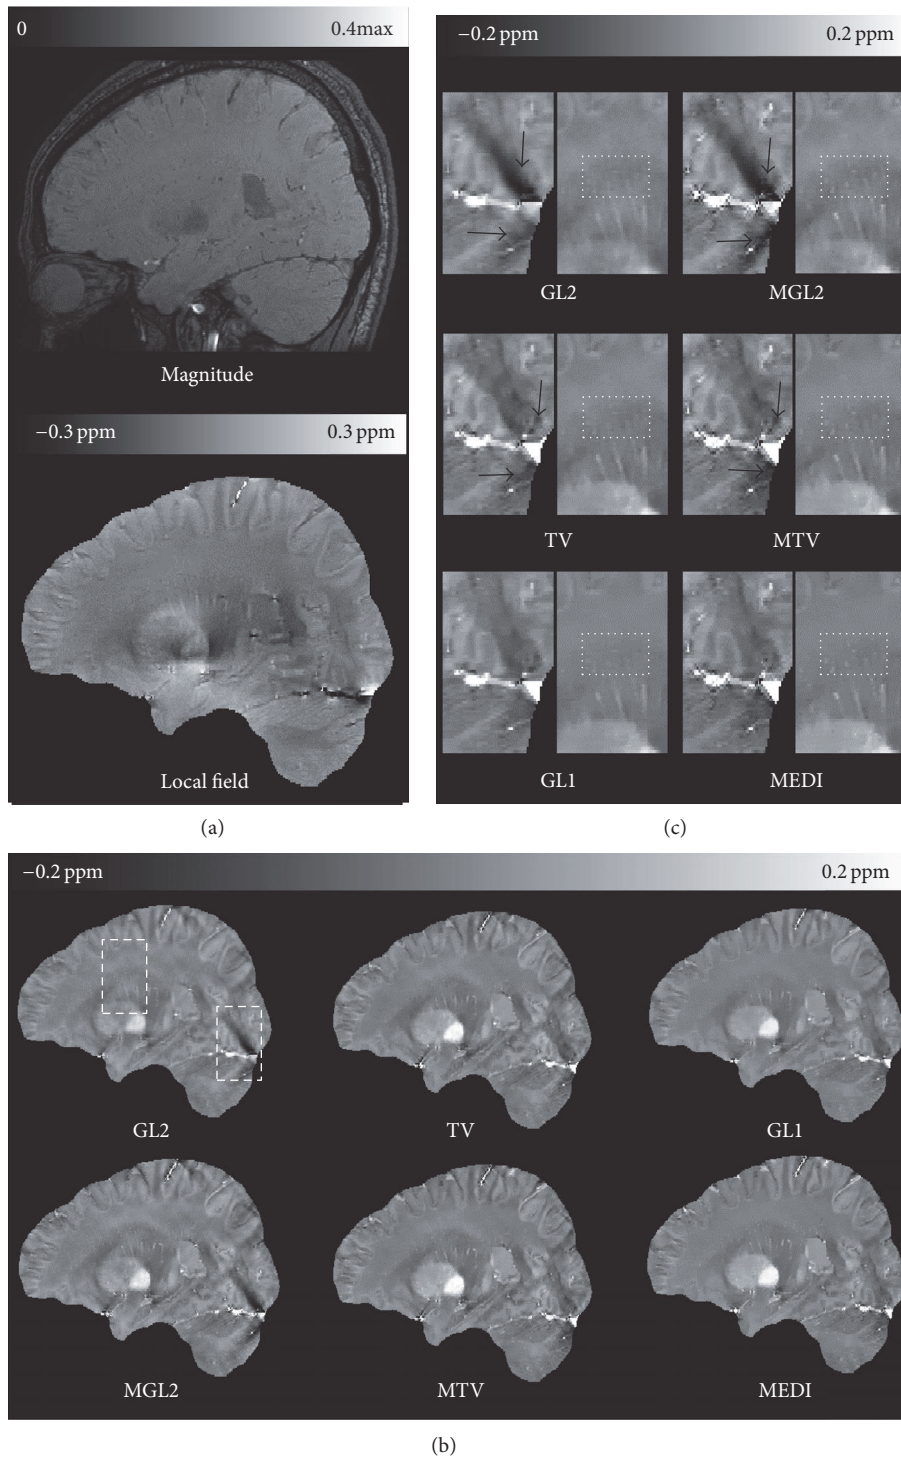 0 0.4max
Magnitude
−0.3 ppm 0.3 ppm
Local field
(a)
−0.2 ppm 0.2 ppm
GL2 MGL2
TV MTV
GL1 MEDI
(c)
−0.2 ppm 0.2 ppm
GL2 TV GL1
MGL2 MTV MEDI
(b)